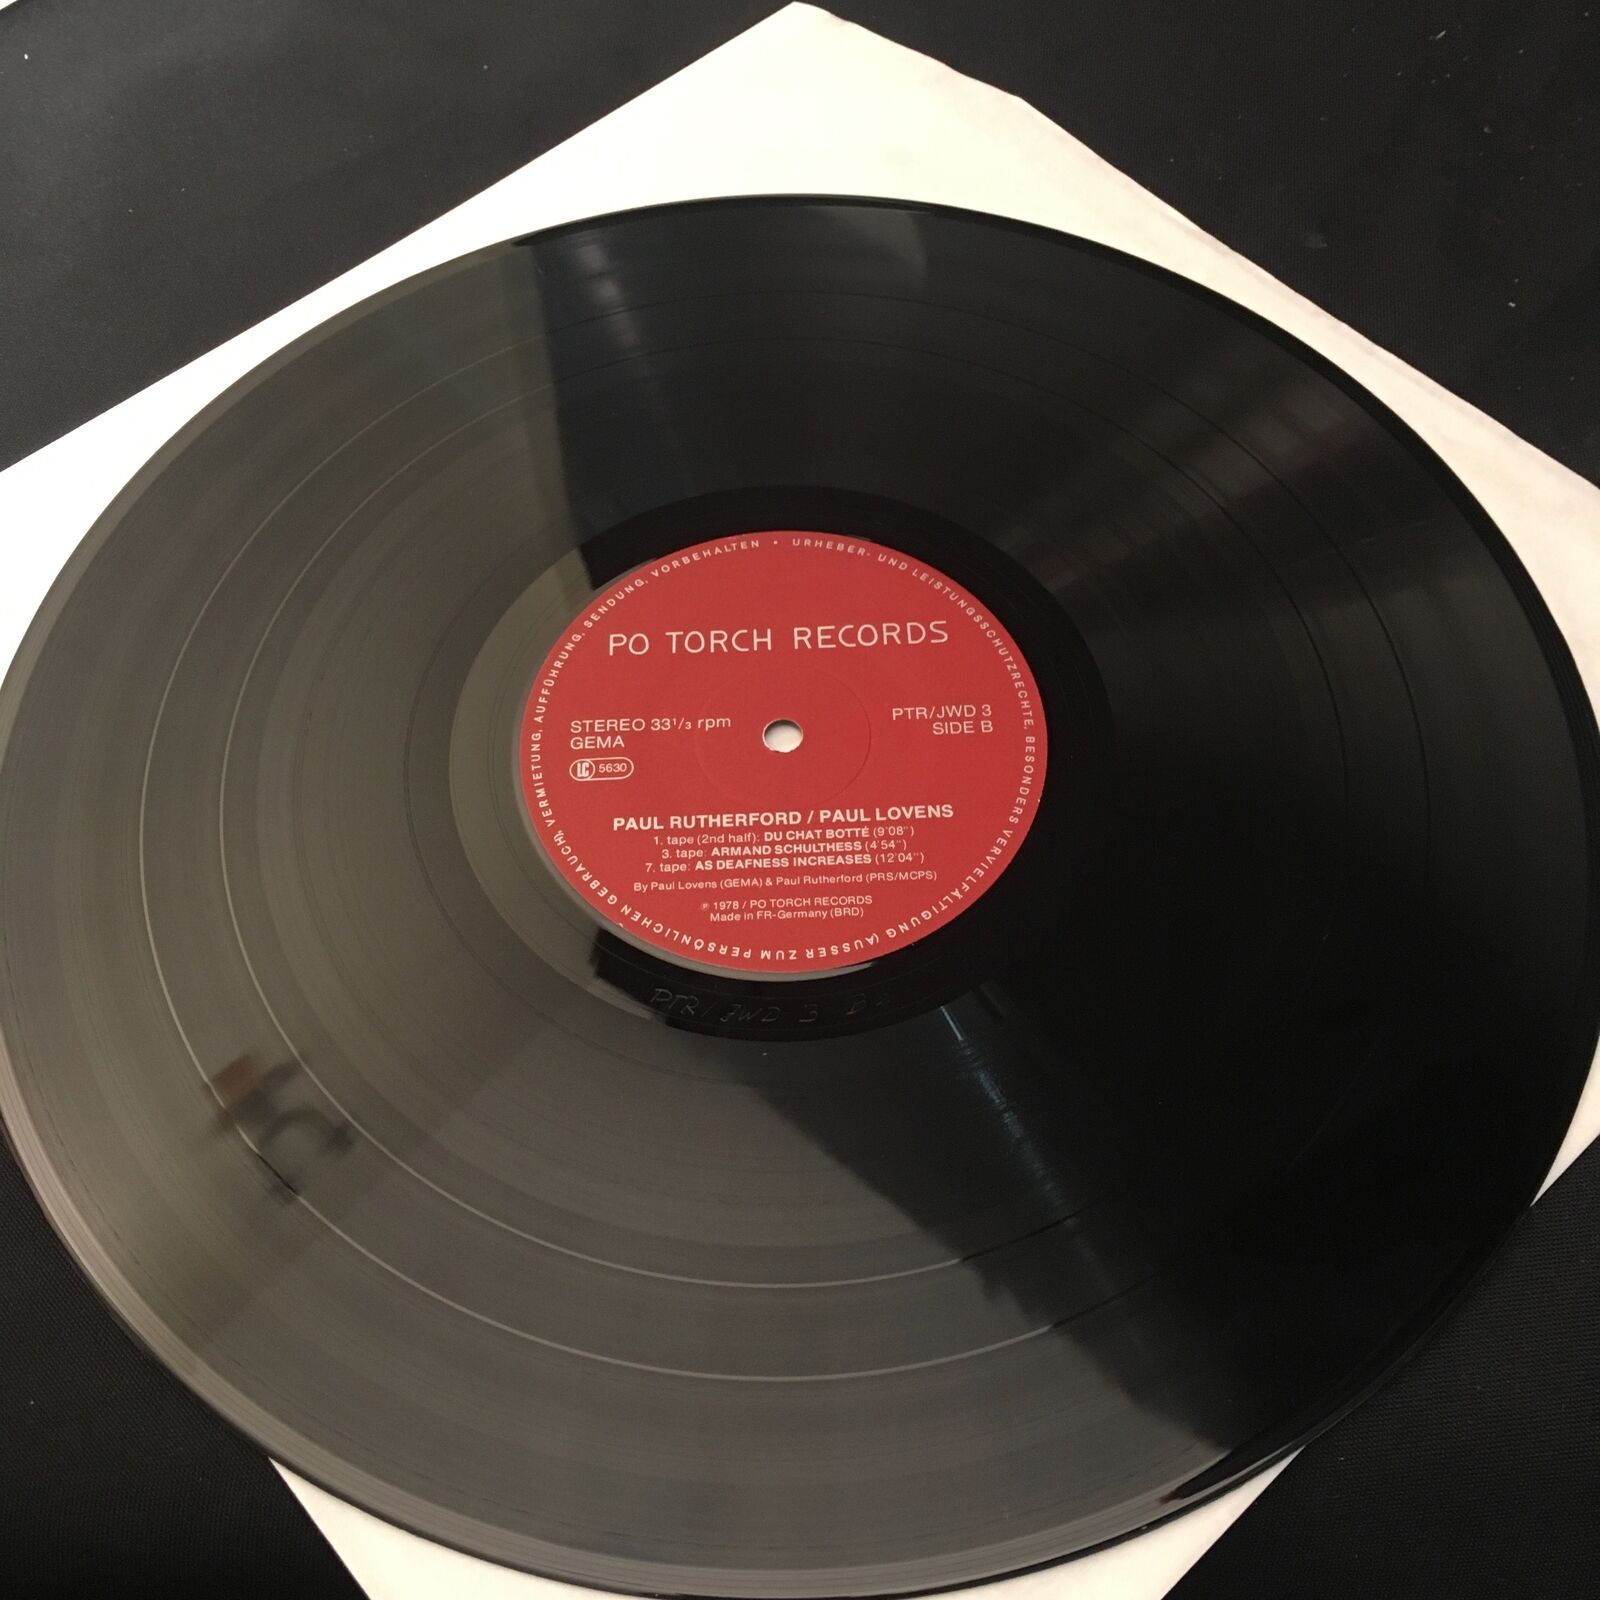 URHEBER- UND LEISTUNGSSCHUTZRECHTE, BESONDERS VERVIELFÄLTIGUNG (AUSSER ZUM PERSÖNLICHEN GEBRAUCH), VERMIETUNG, AUFFÜHRUNG, SENDUNG, VORBEHALTEN •
PO TORCH RECORDS
STEREO 33 1/3 rpm
GEMA
LC 5630
PTR/JWD 3
SIDE B
PAUL RUTHERFORD / PAUL LOVENS
1. tape (2nd half): DU CHAT BOTTÉ (9'08")
3. tape: ARMAND SCHULTHESS (4'54")
7. tape: AS DEAFNESS INCREASES (12'04")
By Paul Lovens (GEMA) & Paul Rutherford (PRS/MCPS)
℗ 1978 / PO TORCH RECORDS
Made in FR-Germany (BRD)
PTR/JWD 3 B